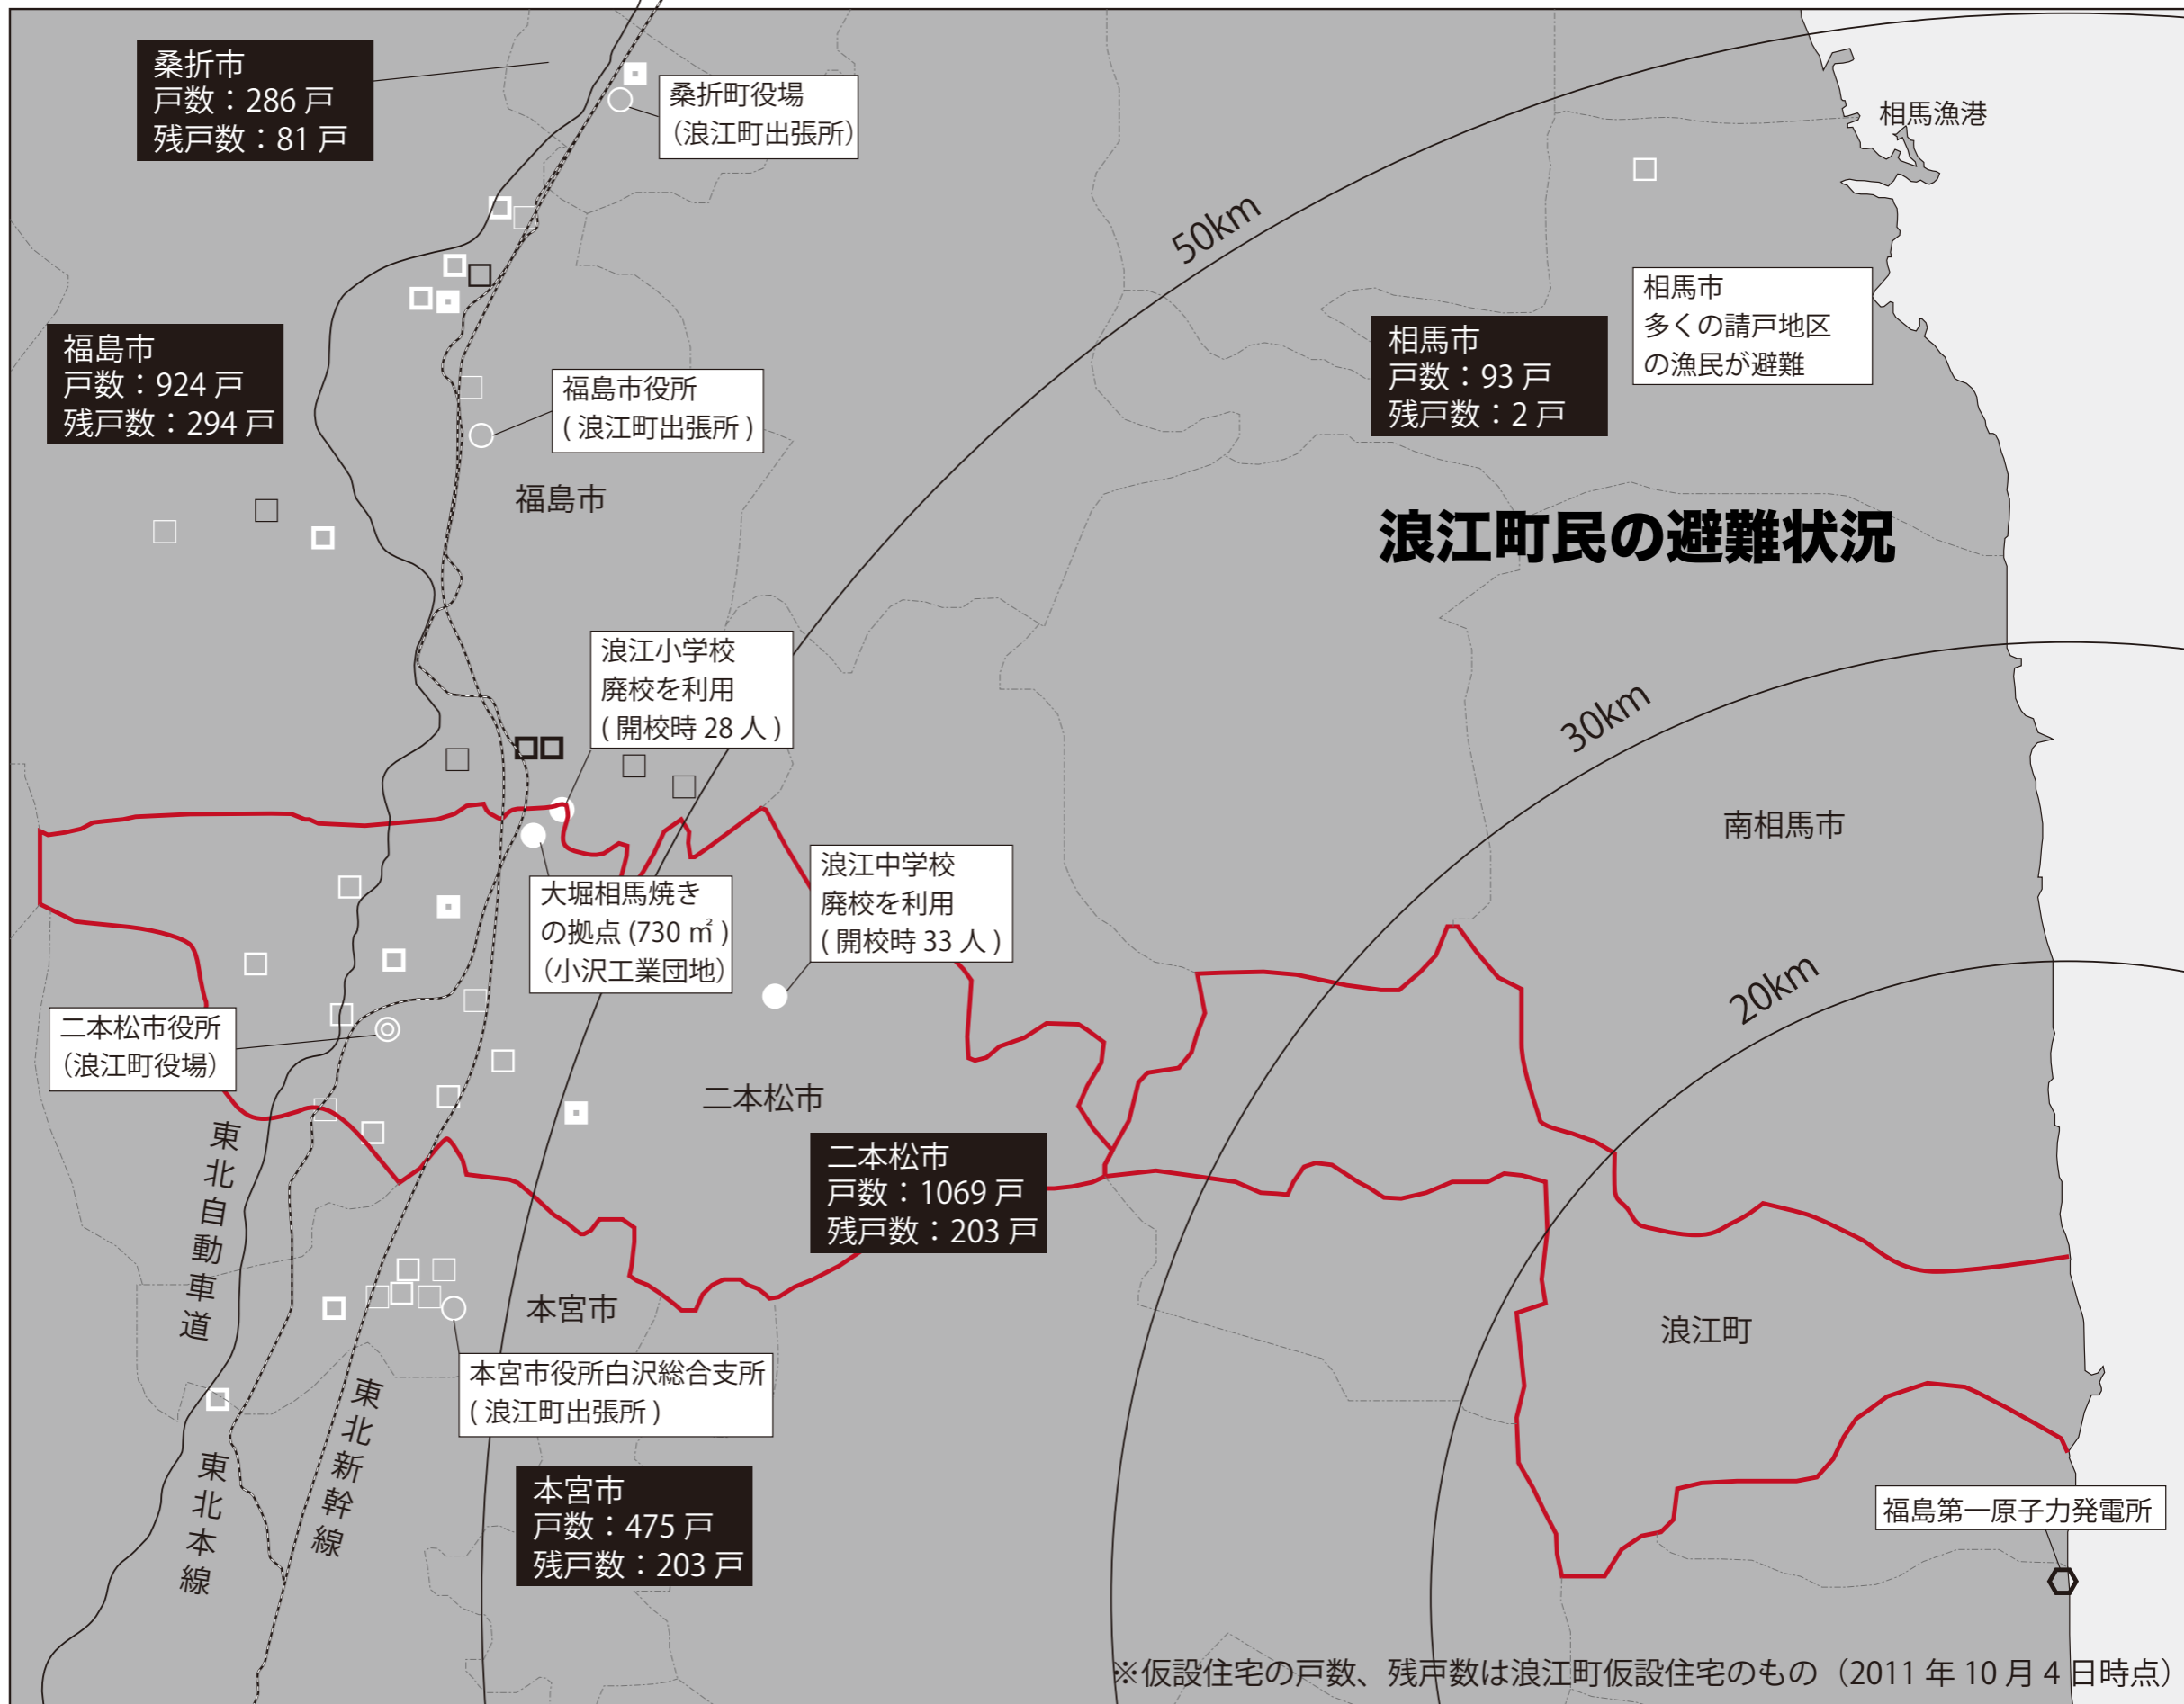 桑折市
戸数：286 戸
残戸数：81 戸
桑折町役場
（浪江町出張所）
相馬漁港
50km
相馬市
多くの請戸地区
の漁民が避難
福島市
戸数：924 戸
残戸数：294 戸
相馬市
戸数：93 戸
残戸数：2 戸
福島市役所
( 浪江町出張所 )
福島市
浪江町民の避難状況
浪江小学校
廃校を利用
( 開校時 28 人 )
30km
南相馬市
大堀相馬焼き
の拠点 (730 ㎡ )
（小沢工業団地）
浪江中学校
廃校を利用
( 開校時 33 人 )
20km
二本松市役所
（浪江町役場）
二本松市
東北自動車道
二本松市
戸数：1069 戸
残戸数：203 戸
本宮市
浪江町
本宮市役所白沢総合支所
( 浪江町出張所 )
東北新幹線
東北本線
本宮市
戸数：475 戸
残戸数：203 戸
福島第一原子力発電所
※仮設住宅の戸数、残戸数は浪江町仮設住宅のもの（2011 年 10 月 4 日時点）